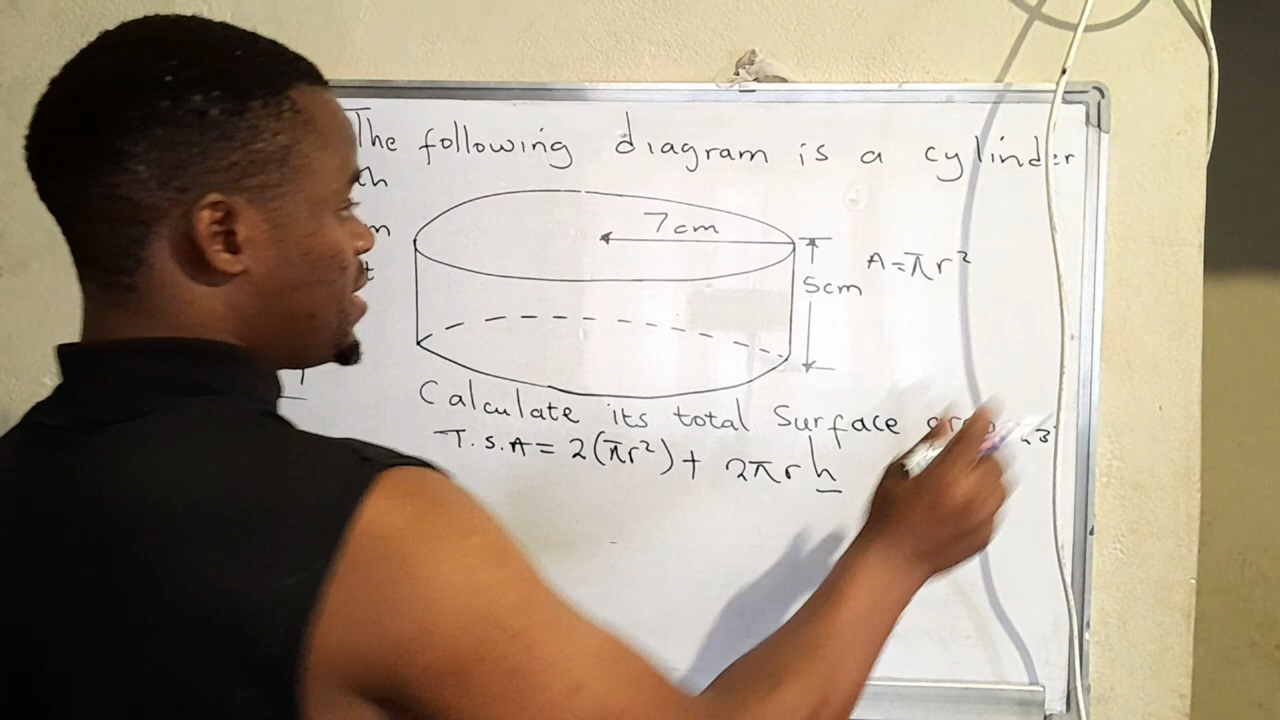 The following diagram is a cylinder
7cm
A=πr²
5cm
Calculate its total Surface
T.S.A = 2(πr²) + 2πrh